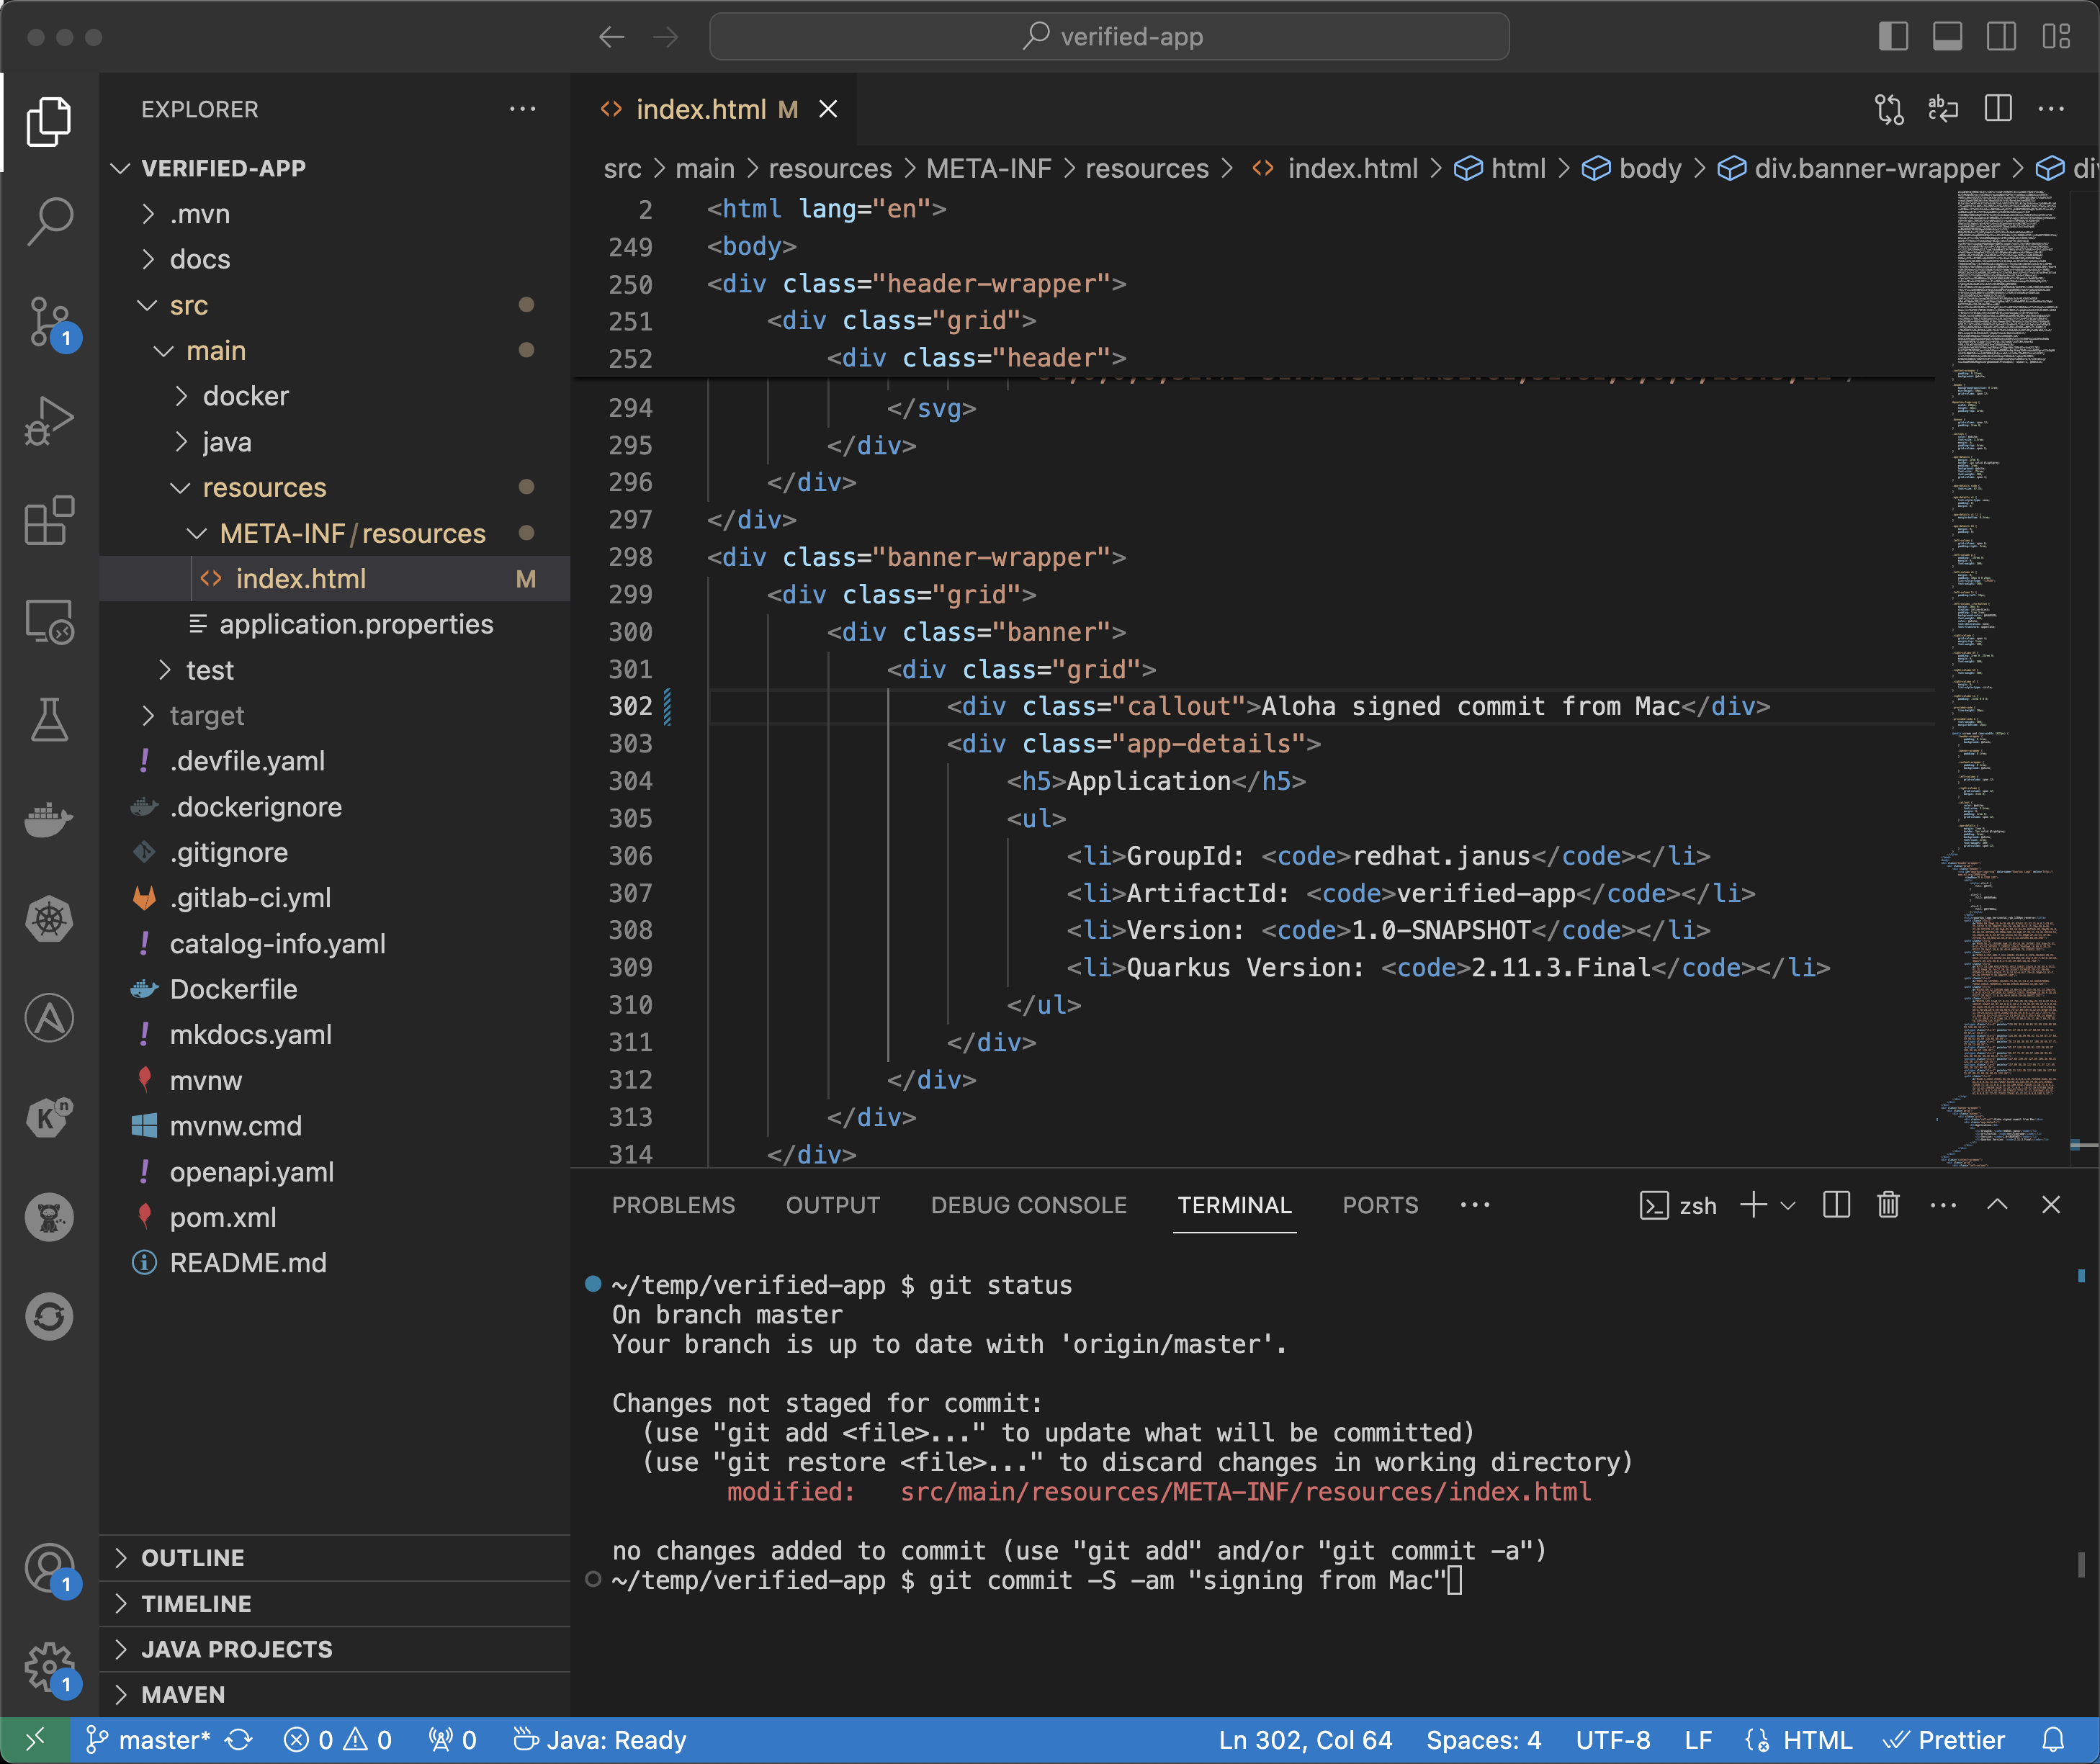 verified-app
EXPLORER
VERIFIED-APP
.mvn
docs
src
main
docker
java
resources
META-INF/resources
index.html M
application.properties
test
target
.devfile.yaml
.dockerignore
.gitignore
.gitlab-ci.yml
catalog-info.yaml
Dockerfile
mkdocs.yaml
mvnw
mvnw.cmd
openapi.yaml
pom.xml
README.md
OUTLINE
TIMELINE
JAVA PROJECTS
MAVEN
1
1
1
index.html M
src > main > resources > META-INF > resources > index.html > html > body > div.banner-wrapper >
2 <html lang="en">
249 <body>
250 <div class="header-wrapper">
251 <div class="grid">
252 <div class="header">
294 </svg>
295 </div>
296 </div>
297 </div>
298 <div class="banner-wrapper">
299 <div class="grid">
300 <div class="banner">
301 <div class="grid">
302 <div class="callout">Aloha signed commit from Mac</div>
303 <div class="app-details">
304 <h5>Application</h5>
305 <ul>
306 <li>GroupId: <code>redhat.janus</code></li>
307 <li>ArtifactId: <code>verified-app</code></li>
308 <li>Version: <code>1.0-SNAPSHOT</code></li>
309 <li>Quarkus Version: <code>2.11.3.Final</code></li>
310 </ul>
311 </div>
312 </div>
313 </div>
314 </div>
PROBLEMS OUTPUT DEBUG CONSOLE TERMINAL PORTS zsh
~/temp/verified-app $ git status
On branch master
Your branch is up to date with 'origin/master'.
Changes not staged for commit:
(use "git add <file>..." to update what will be committed)
(use "git restore <file>..." to discard changes in working directory)
modified: src/main/resources/META-INF/resources/index.html
no changes added to commit (use "git add" and/or "git commit -a")
~/temp/verified-app $ git commit -S -am "signing from Mac"
master* 0 0 0 Java: Ready Ln 302, Col 64 Spaces: 4 UTF-8 LF HTML Prettier